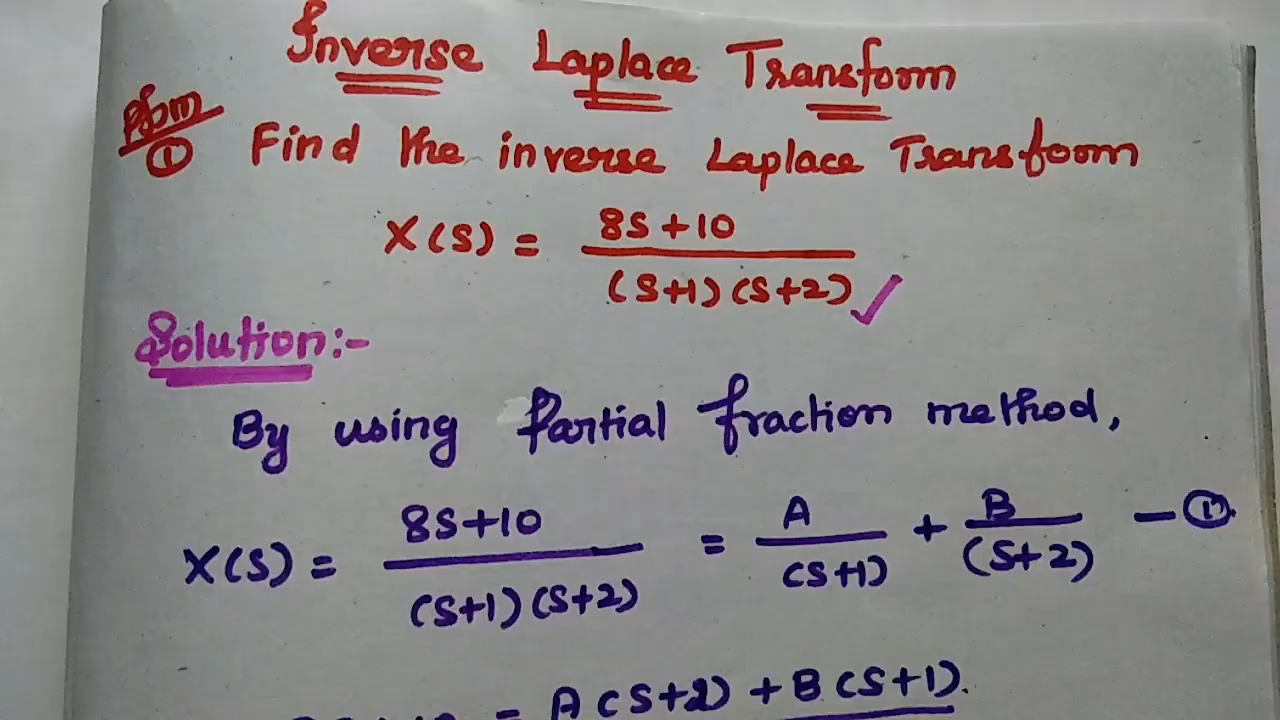 Inverse Laplace Transform
Pbm ① Find the inverse Laplace Transform
X(S) = 8S+10 / (S+1)(S+2) ✓
Solution:-
By using Partial fraction method,
X(S) = 8S+10 / (S+1)(S+2) = A / (S+1) + B / (S+2) — ①
= A(S+2) + B(S+1).